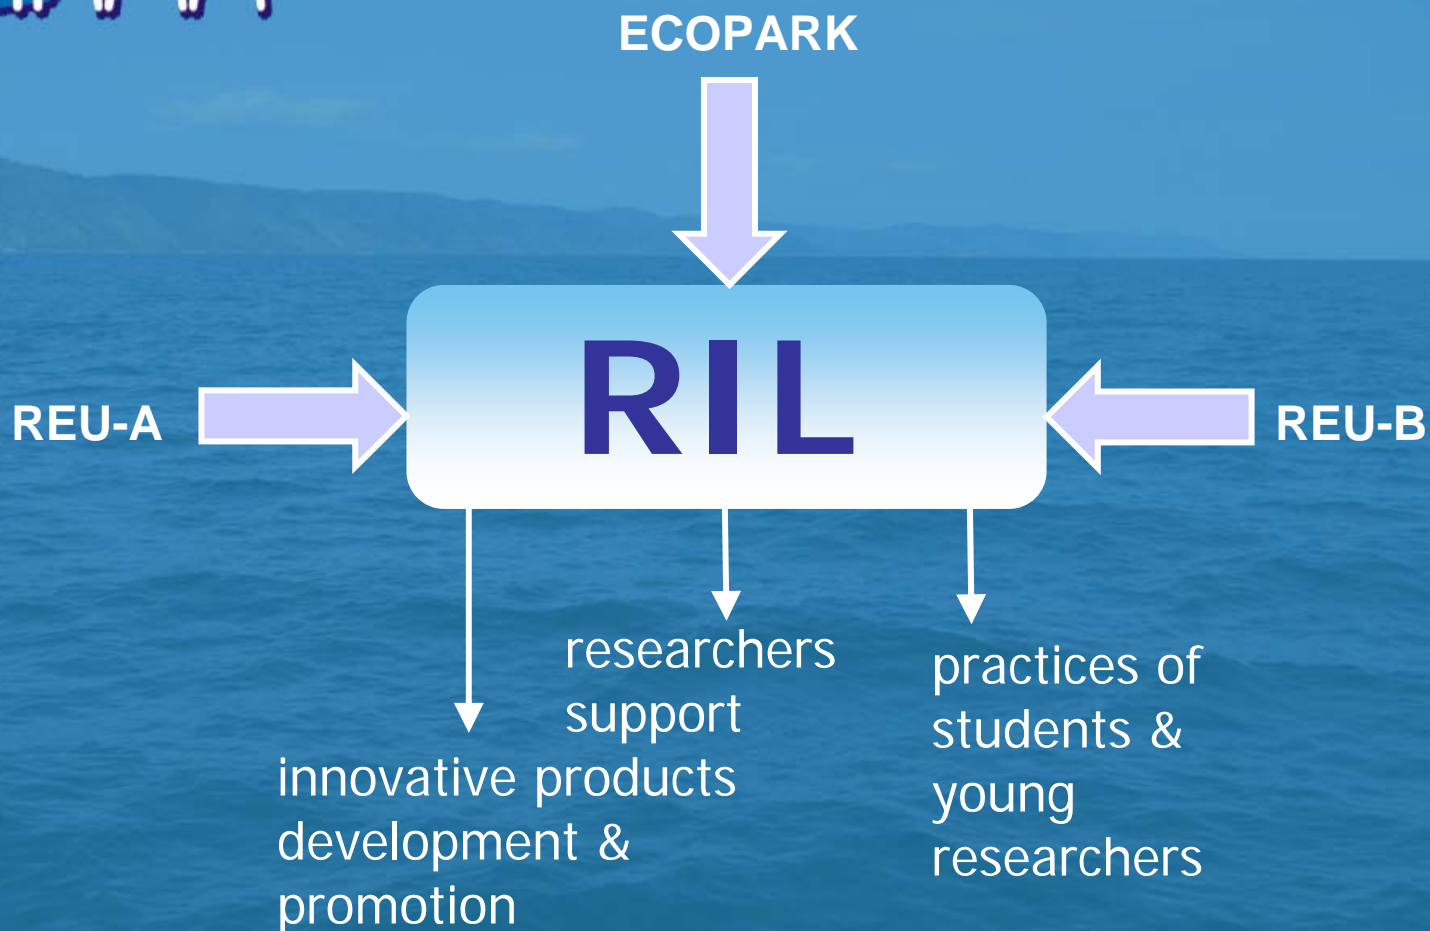 ECOPARK
RIL
REU-A
REU-B
researchers
support
innovative products
development &
promotion
practices of
students &
young
researchers